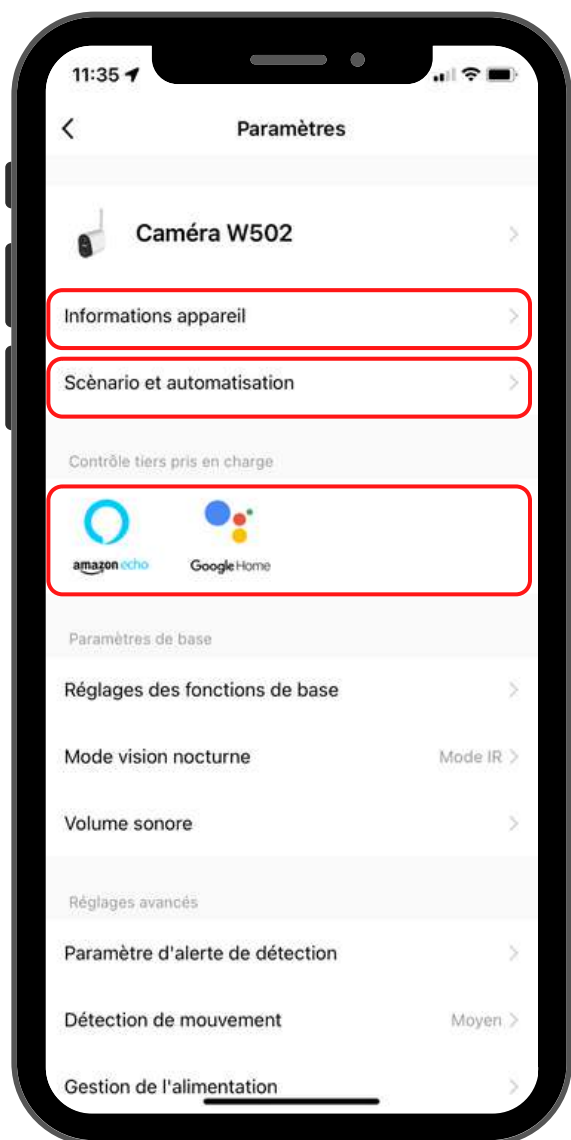 11:35
Paramètres
Caméra W502
Informations appareil
Scènario et automatisation
Contrôle tiers pris en charge
amazon echo
Google Home
Paramètres de base
Réglages des fonctions de base
Mode vision nocturne Mode IR
Volume sonore
Réglages avancés
Paramètre d'alerte de détection
Détection de mouvement Moyen
Gestion de l'alimentation